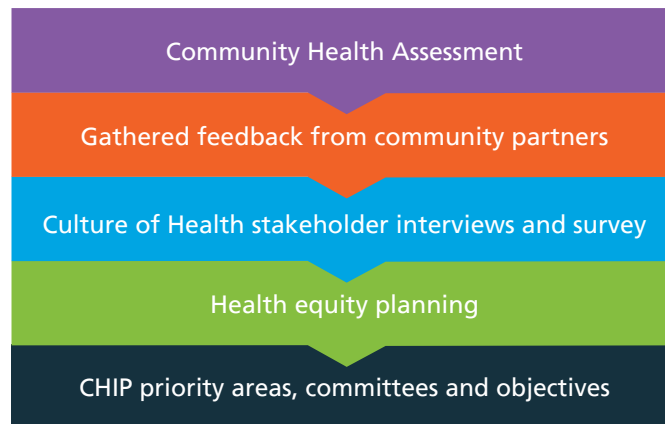 Community Health Assessment
Gathered feedback from community partners
Culture of Health stakeholder interviews and survey
Health equity planning
CHIP priority areas, committees and objectives